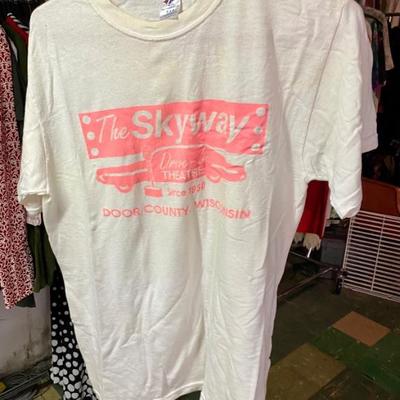 The Skyway
Drive-In
THEATRE
Since 1950
DOOR COUNTY, WISCONSIN